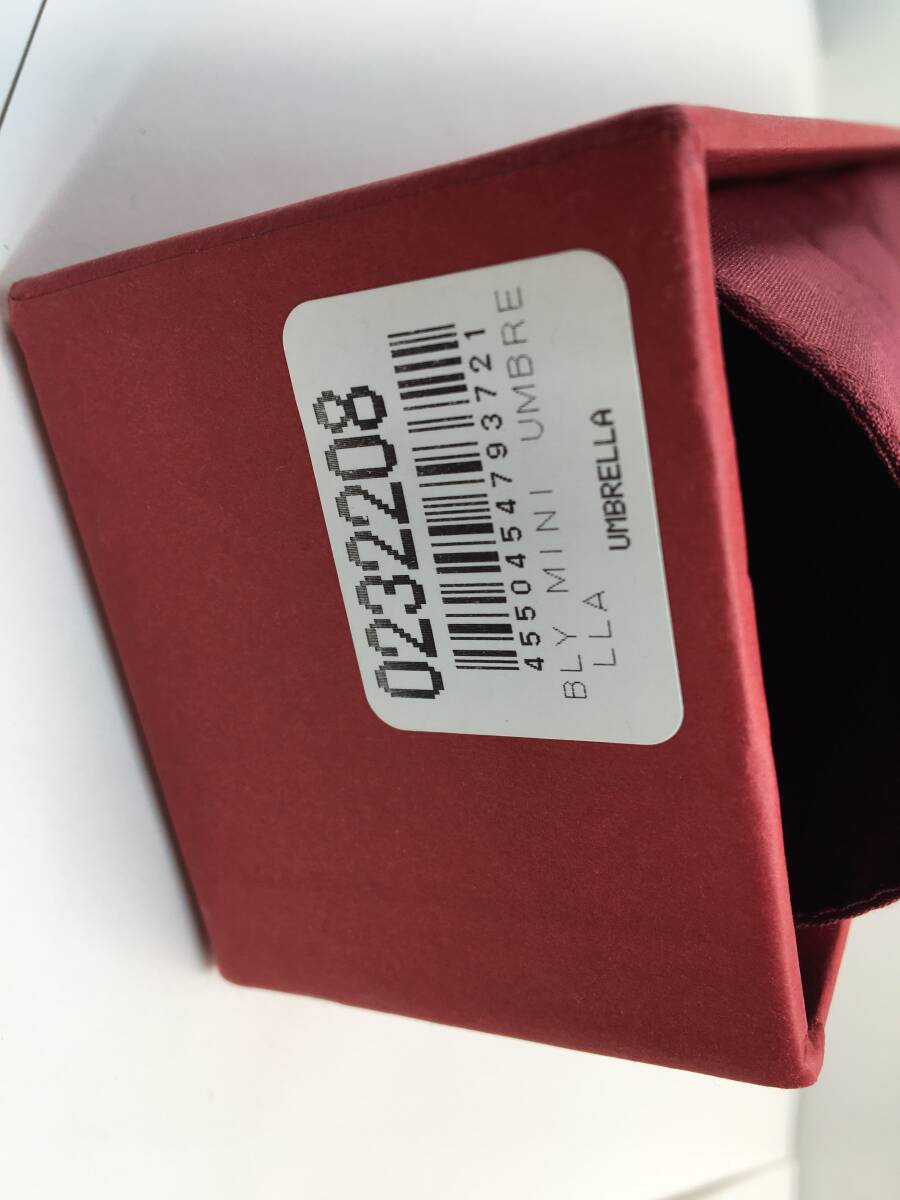 0232208
4550454793721
BLY MINI UMBRE
LLA
UMBRELLA